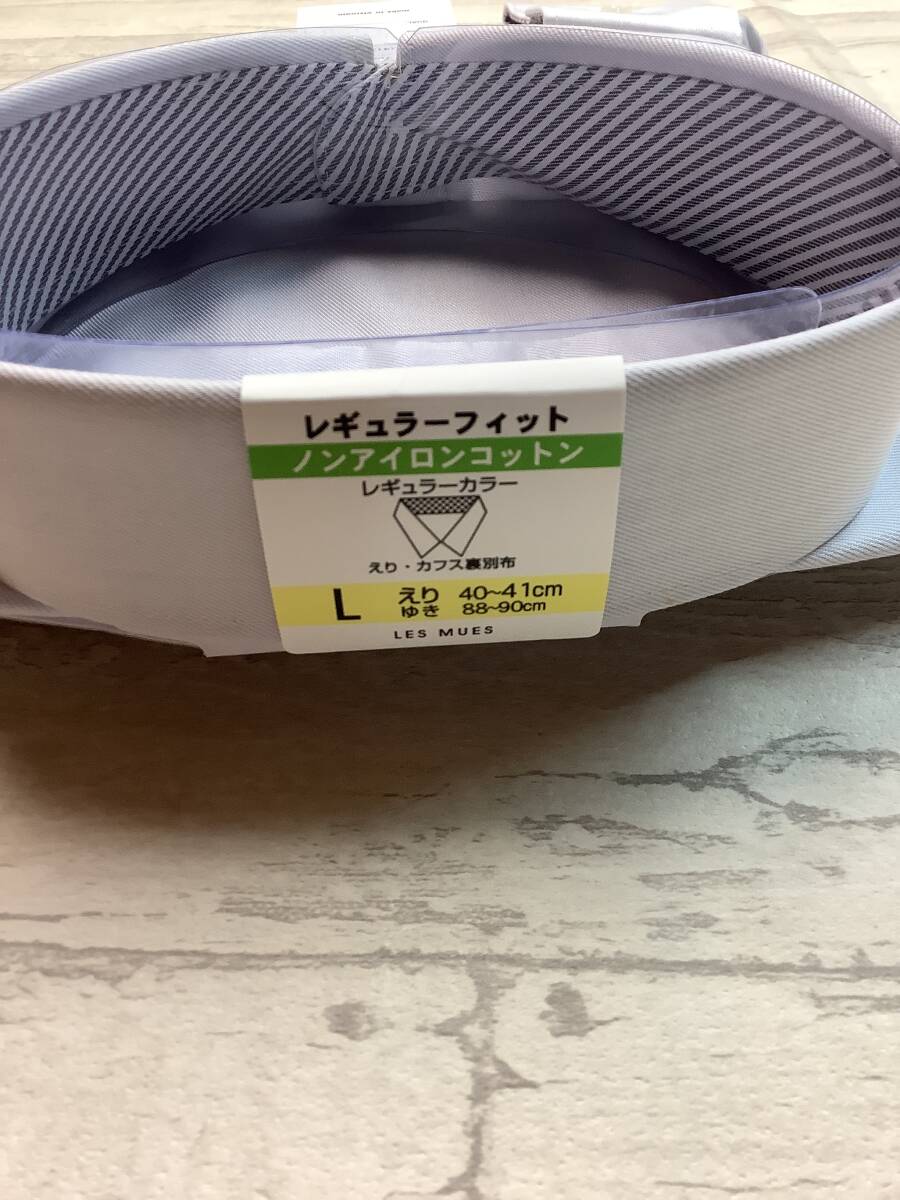 レギュラーフィット
ノンアイロンコットン
レギュラーカラー
えり・カフス裏別布
L えり 40~41cm
ゆき 88~90cm
LES MUES